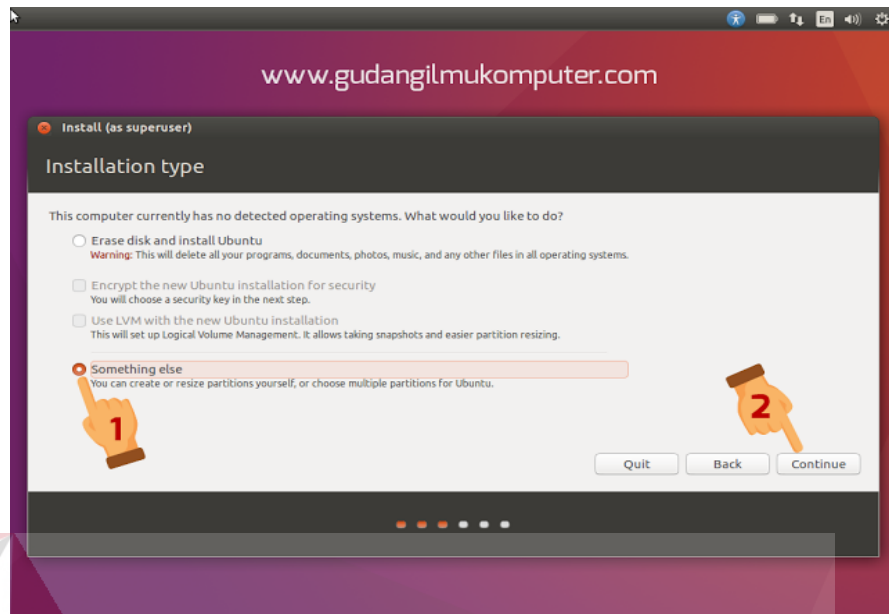 En
www.gudangilmukomputer.com
Install (as superuser)
Installation type
This computer currently has no detected operating systems. What would you like to do?
Erase disk and install Ubuntu
Warning: This will delete all your programs, documents, photos, music, and any other files in all operating systems.
Encrypt the new Ubuntu installation for security
You will choose a security key in the next step.
Use LVM with the new Ubuntu installation
This will set up Logical Volume Management. It allows taking snapshots and easier partition resizing.
Something else
You can create or resize partitions yourself, or choose multiple partitions for Ubuntu.
1
2
Quit
Back
Continue